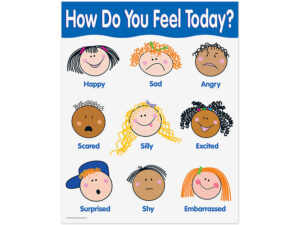 How Do You Feel Today?
Happy Sad Angry
Scared Silly Excited
Surprised Shy Embarrassed